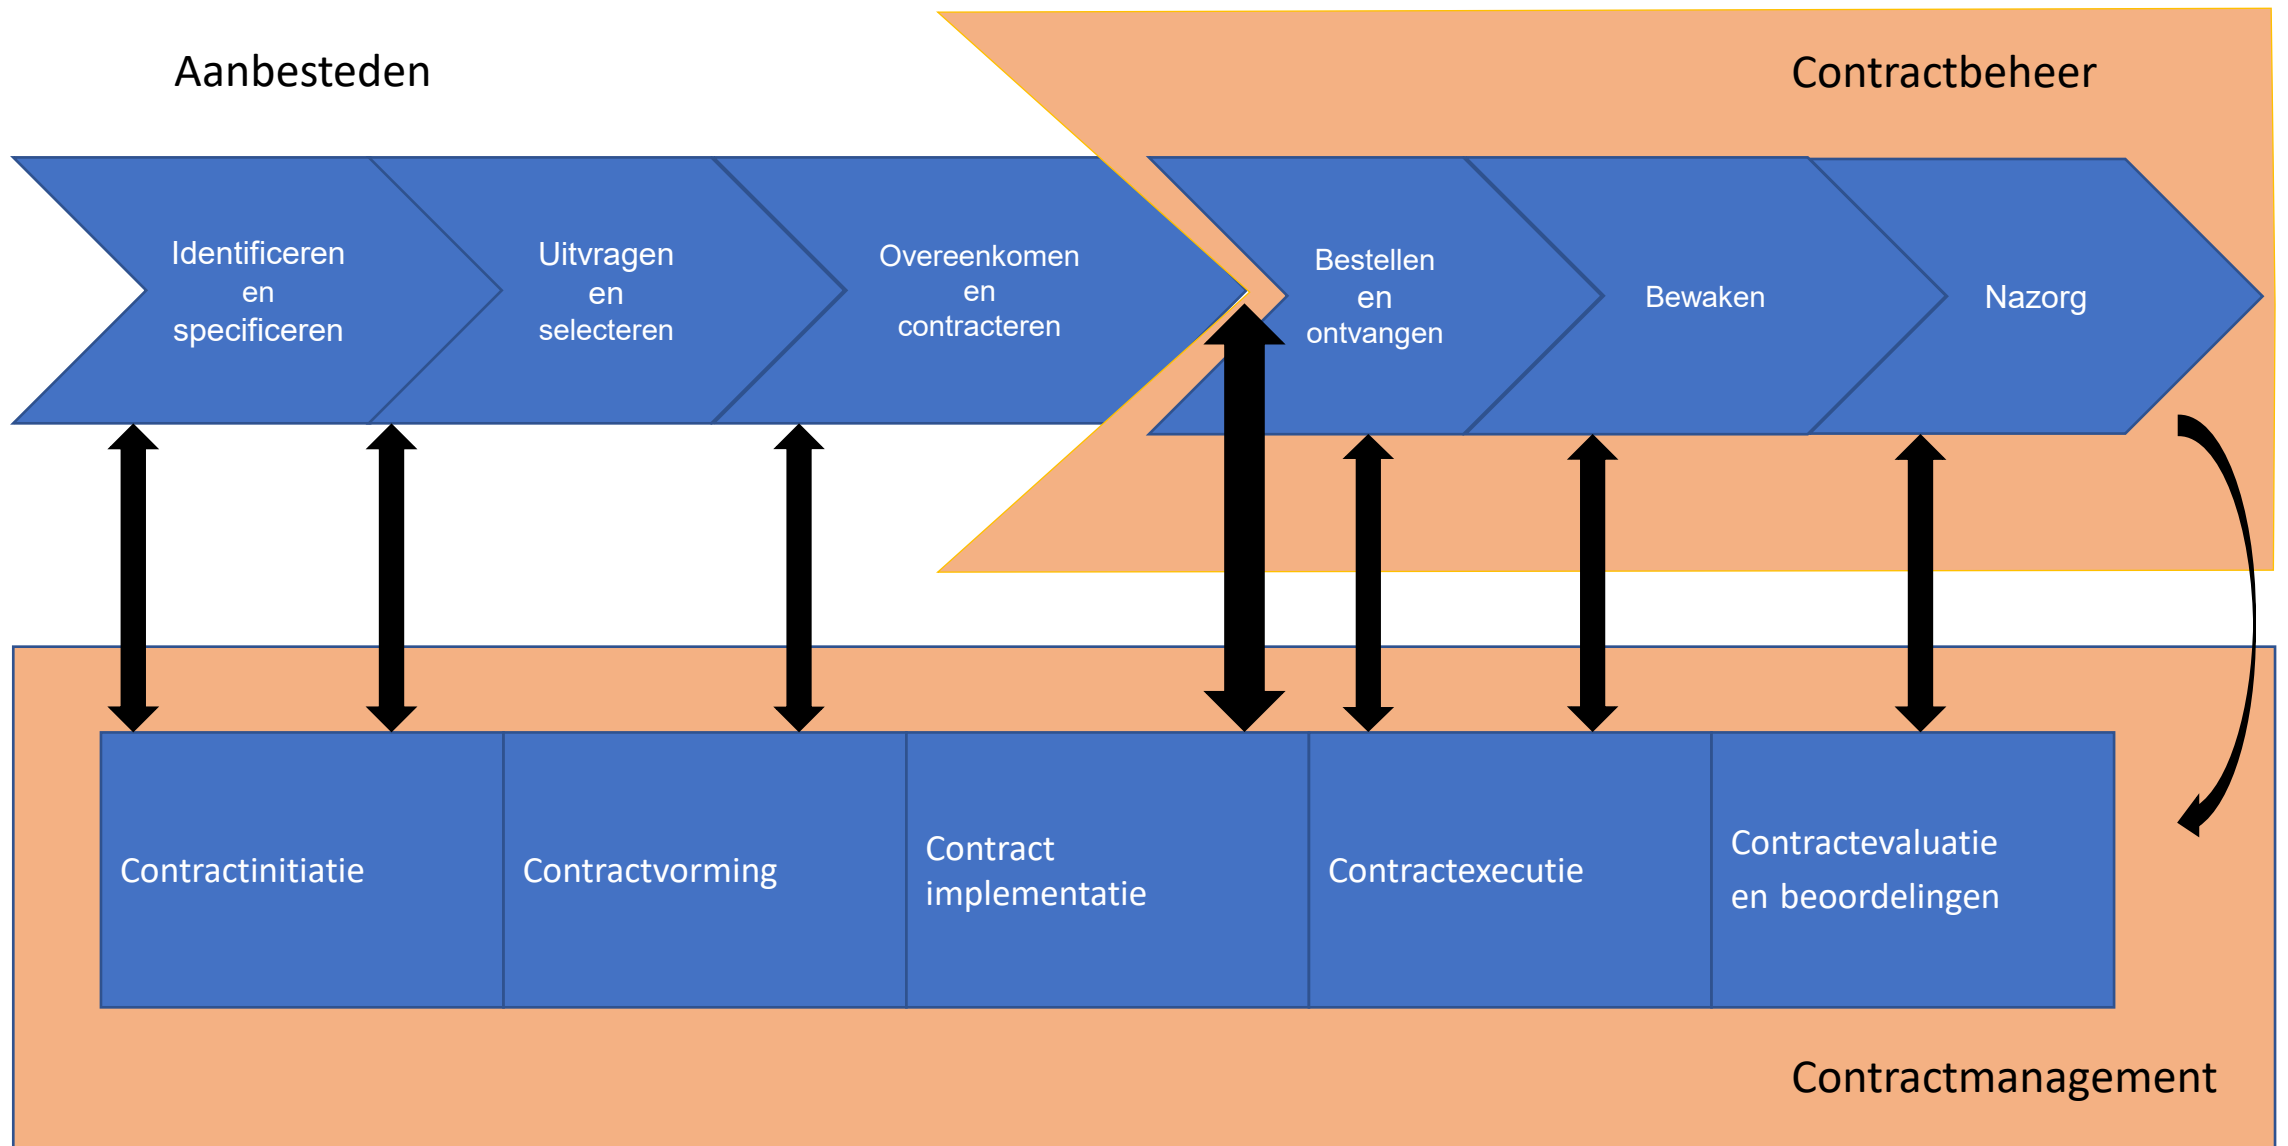 Aanbesteden
Contractbeheer
Identificeren
en
specificeren
Uitvragen
en
selecteren
Overeenkomen
en
contracteren
Bestellen
en
ontvangen
Bewaken
Nazorg
Contractinitiatie
Contractvorming
Contract
implementatie
Contractexecutie
Contractevaluatie
en beoordelingen
Contractmanagement